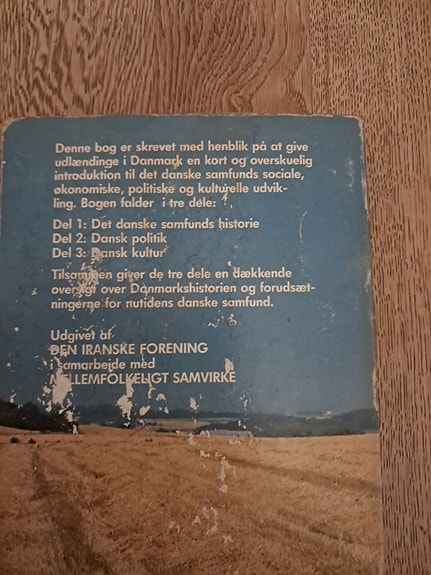 Denne bog er skrevet med henblik på at give
udlændinge i Danmark en kort og overskuelig
introduktion til det danske samfunds sociale,
økonomiske, politiske og kulturelle udvik-
ling. Bogen falder i tre dele:
Del 1: Det danske samfunds historie
Del 2: Dansk politik
Del 3: Dansk kultur
Tilsammen giver de tre dele en dækkende
oversigt over Danmarkshistorien og forudsæt-
ningerne for nutidens danske samfund.
Udgivet af
DEN IRANSKE FORENING
i samarbejde med
MELLEMFOLKELIGT SAMVIRKE